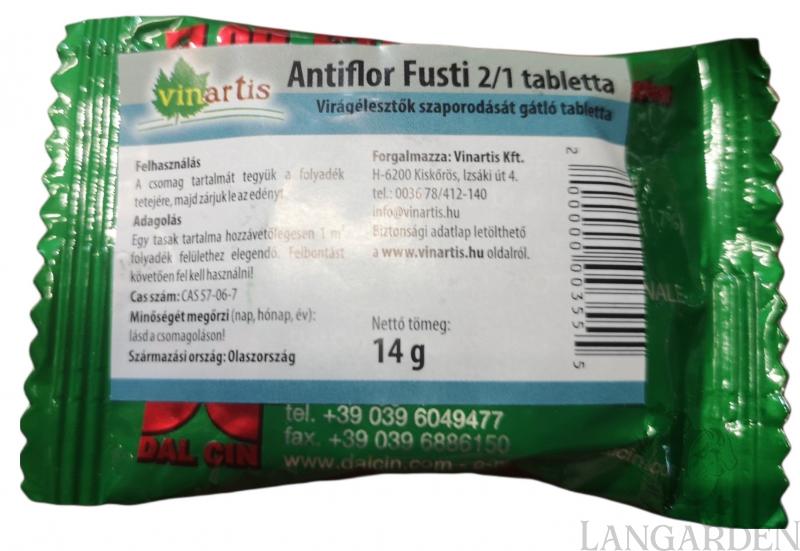 vinartis
Antiflor Fusti 2/1 tabletta
Virágélesztők szaporodását gátló tabletta
Felhasználás
A csomag tartalmát tegyük a folyadék
tetejére, majd zárjuk le az edényt.
Adagolás
Egy tasak tartalma hozzávetőlegesen 1 m²
folyadék felülethez elegendő. Felbontást
követően fel kell használni!
Cas szám: CAS 57-06-7
Minőségét megőrzi (nap, hónap, év):
lásd a csomagoláson!
Származási ország: Olaszország
Forgalmazza: Vinartis Kft.
H-6200 Kiskőrös, Izsáki út 4.
tel.: 0036 78/412-140
info@vinartis.hu
Biztonsági adatlap letölthető
a www.vinartis.hu oldalról.
Nettó tömeg:
14 g
2 000000 003555
NALE
DAL CIN
tel. +39 039 6049477
fax. +39 039 6886150
www.dalcin.com - e-m
LANGARDEN